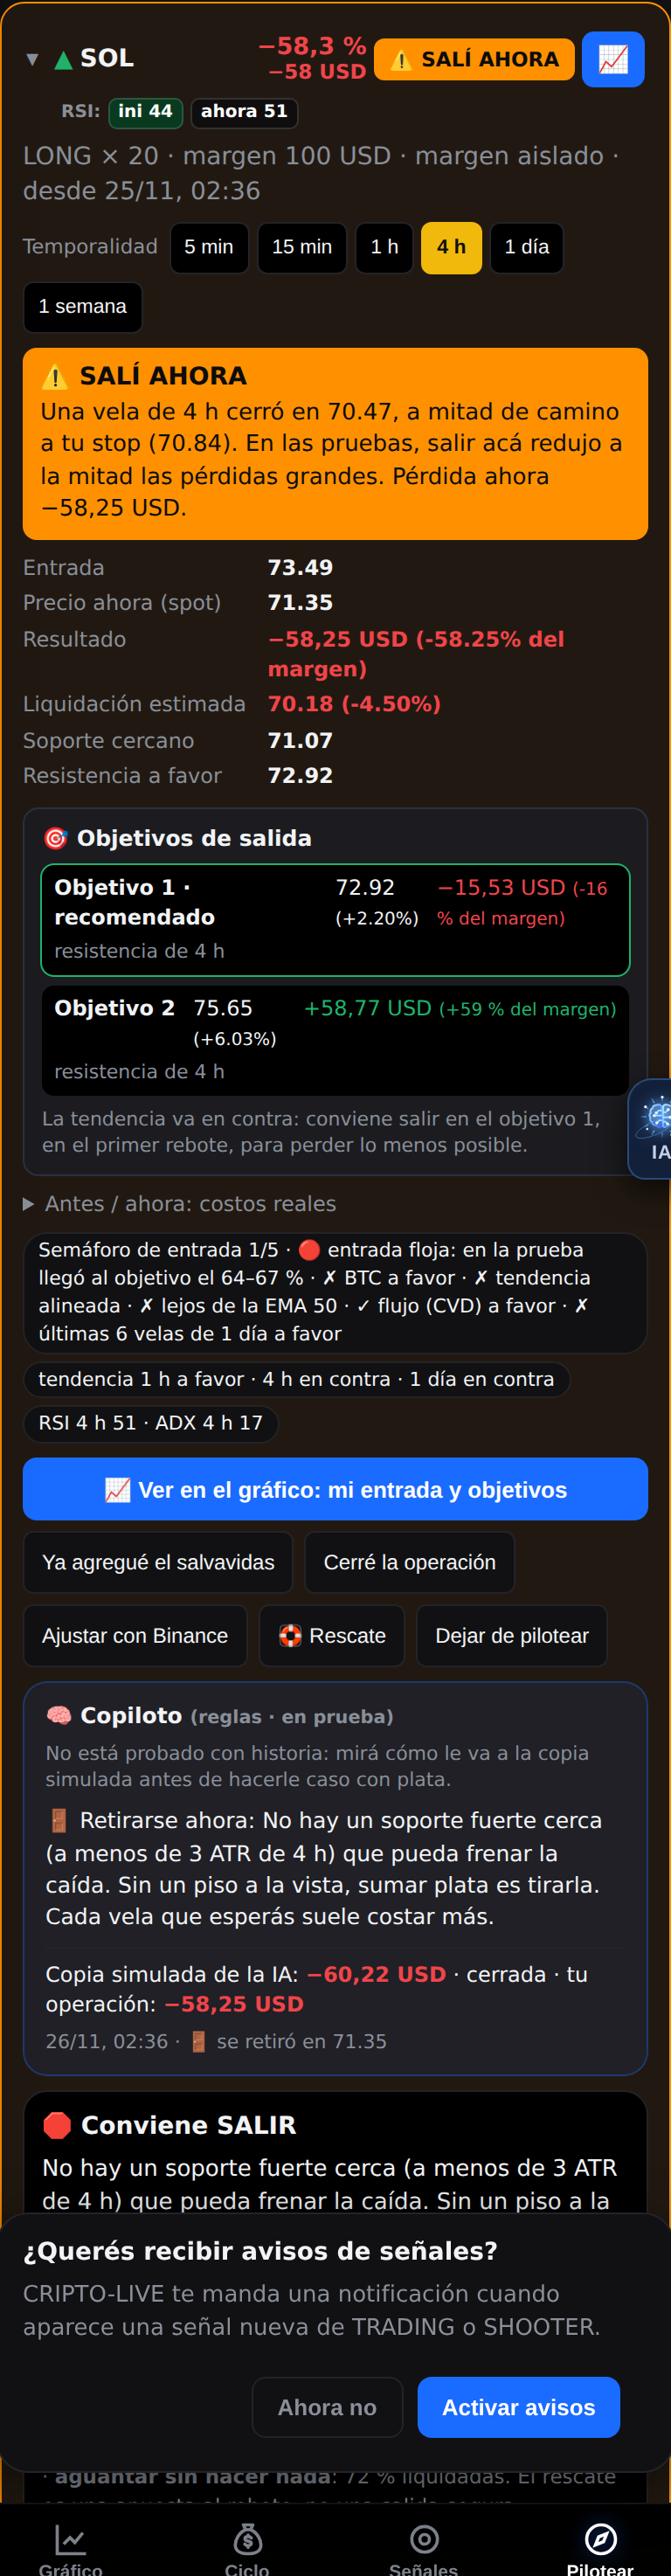 ▼ ▲ SOL −58,3 % −58 USD ⚠️ SALÍ AHORA
RSI: ini 44 ahora 51
LONG × 20 · margen 100 USD · margen aislado ·
desde 25/11, 02:36
Temporalidad 5 min 15 min 1 h 4 h 1 día
1 semana
⚠️ SALÍ AHORA
Una vela de 4 h cerró en 70.47, a mitad de camino
a tu stop (70.84). En las pruebas, salir acá redujo a
la mitad las pérdidas grandes. Pérdida ahora
−58,25 USD.
Entrada 73.49
Precio ahora (spot) 71.35
Resultado −58,25 USD (-58.25% del
margen)
Liquidación estimada 70.18 (-4.50%)
Soporte cercano 71.07
Resistencia a favor 72.92
🎯 Objetivos de salida
Objetivo 1 · 72.92 −15,53 USD (-16
recomendado (+2.20%) % del margen)
resistencia de 4 h
Objetivo 2 75.65 +58,77 USD (+59 % del margen)
(+6.03%)
resistencia de 4 h
La tendencia va en contra: conviene salir en el objetivo 1,
en el primer rebote, para perder lo menos posible.
IA
▶ Antes / ahora: costos reales
Semáforo de entrada 1/5 · 🔴 entrada floja: en la prueba
llegó al objetivo el 64–67 % · ✗ BTC a favor · ✗ tendencia
alineada · ✗ lejos de la EMA 50 · ✓ flujo (CVD) a favor · ✗
últimas 6 velas de 1 día a favor
tendencia 1 h a favor · 4 h en contra · 1 día en contra
RSI 4 h 51 · ADX 4 h 17
📈 Ver en el gráfico: mi entrada y objetivos
Ya agregué el salvavidas Cerré la operación
Ajustar con Binance 🛟 Rescate Dejar de pilotear
🧠 Copiloto (reglas · en prueba)
No está probado con historia: mirá cómo le va a la copia
simulada antes de hacerle caso con plata.
🚪 Retirarse ahora: No hay un soporte fuerte cerca
(a menos de 3 ATR de 4 h) que pueda frenar la
caída. Sin un piso a la vista, sumar plata es tirarla.
Cada vela que esperás suele costar más.
Copia simulada de la IA: −60,22 USD · cerrada · tu
operación: −58,25 USD
26/11, 02:36 · 🚪 se retiró en 71.35
🛑 Conviene SALIR
No hay un soporte fuerte cerca (a menos de 3 ATR
de 4 h) que pueda frenar la caída. Sin un piso a la
¿Querés recibir avisos de señales?
CRIPTO-LIVE te manda una notificación cuando
aparece una señal nueva de TRADING o SHOOTER.
Ahora no Activar avisos
· aguantar sin hacer nada: 72 % liquidadas. El rescate
Gráfico Ciclo Señales Pilotear